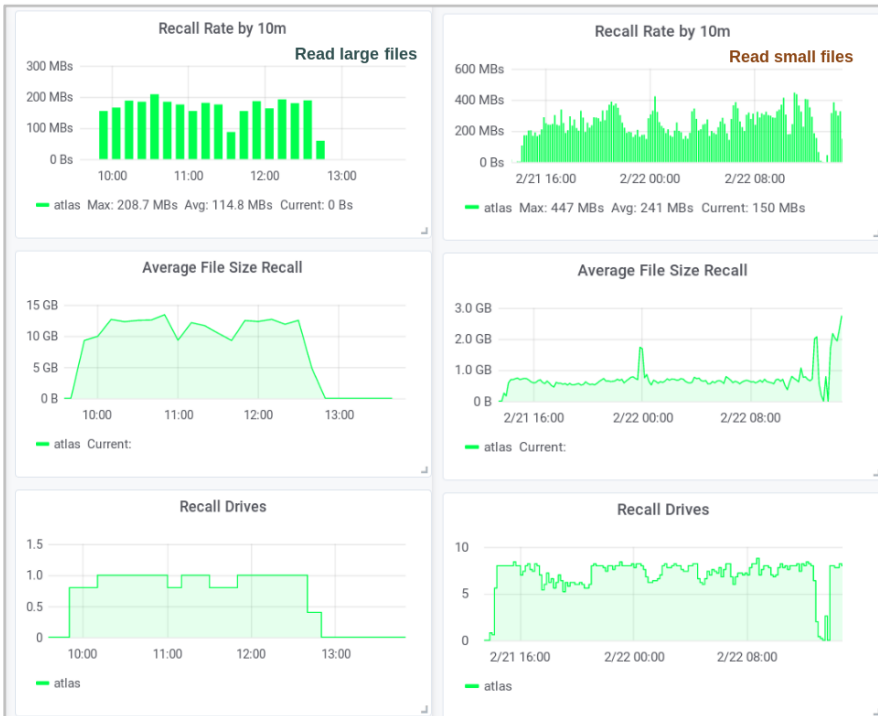 Recall Rate by 10m
Read large files
300 MBs
200 MBs
100 MBs
0 Bs
10:00 11:00 12:00 13:00
atlas Max: 208.7 MBs Avg: 114.8 MBs Current: 0 Bs
Recall Rate by 10m
Read small files
600 MBs
400 MBs
200 MBs
0 Bs
2/21 16:00 2/22 00:00 2/22 08:00
atlas Max: 447 MBs Avg: 241 MBs Current: 150 MBs
Average File Size Recall
15 GB
10 GB
5 GB
0 B
10:00 11:00 12:00 13:00
atlas Current:
Average File Size Recall
3.0 GB
2.0 GB
1.0 GB
0 B
2/21 16:00 2/22 00:00 2/22 08:00
atlas Current:
Recall Drives
1.5
1.0
0.5
0
10:00 11:00 12:00 13:00
atlas
Recall Drives
10
5
0
2/21 16:00 2/22 00:00 2/22 08:00
atlas